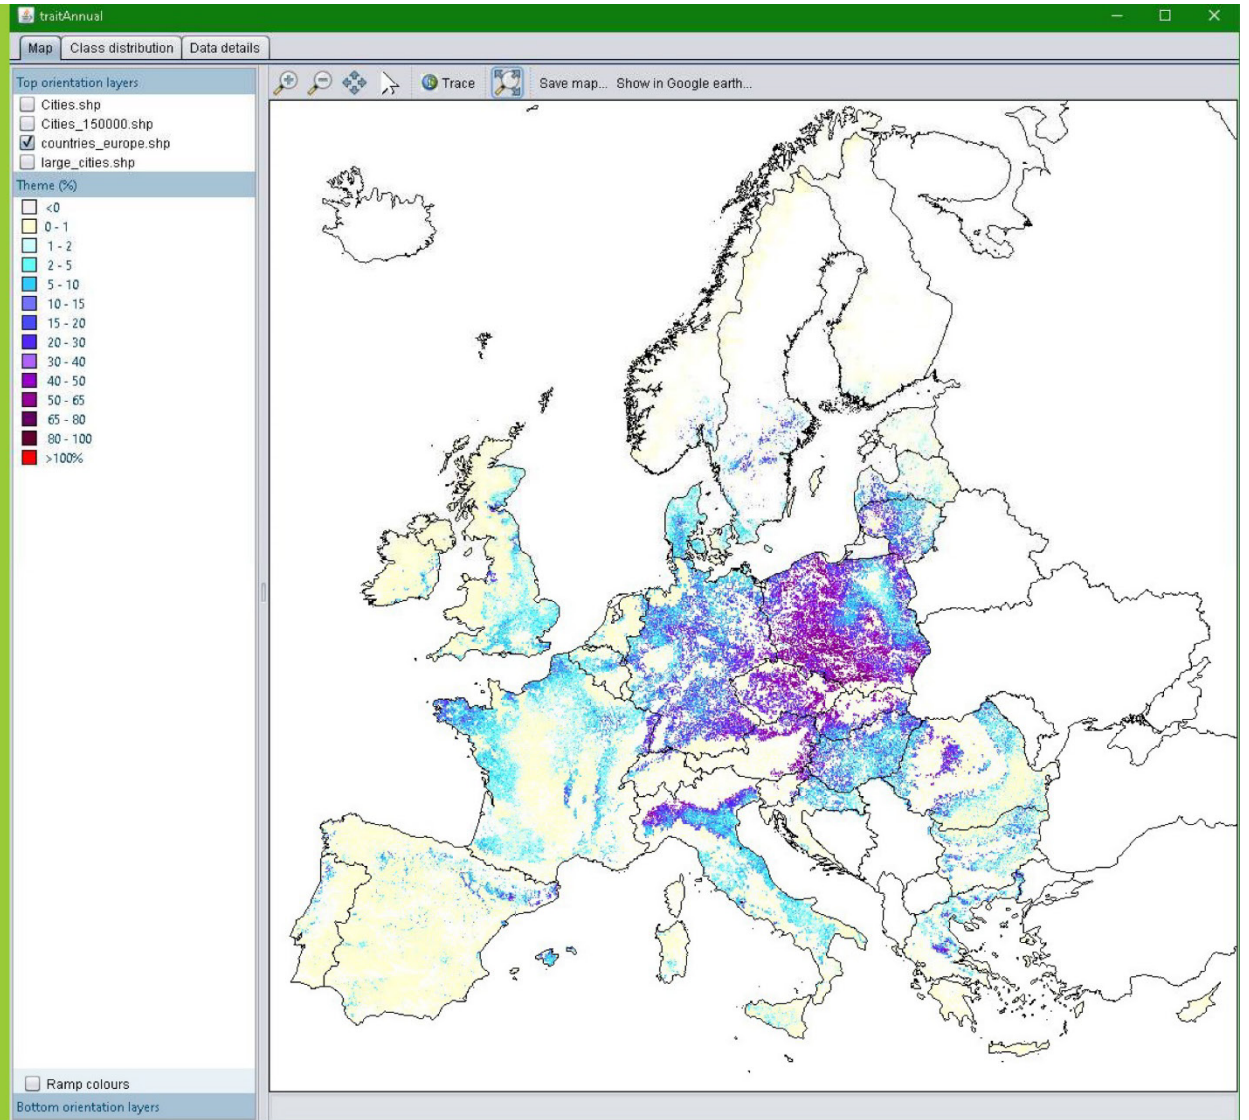 traitAnnual
Map Class distribution Data details
Top orientation layers
Trace Save map... Show in Google earth...
Cities.shp
Cities_150000.shp
countries_europe.shp
large_cities.shp
Theme (%)
<0
0 - 1
1 - 2
2 - 5
5 - 10
10 - 15
15 - 20
20 - 30
30 - 40
40 - 50
50 - 65
65 - 80
80 - 100
>100%
Ramp colours
Bottom orientation layers